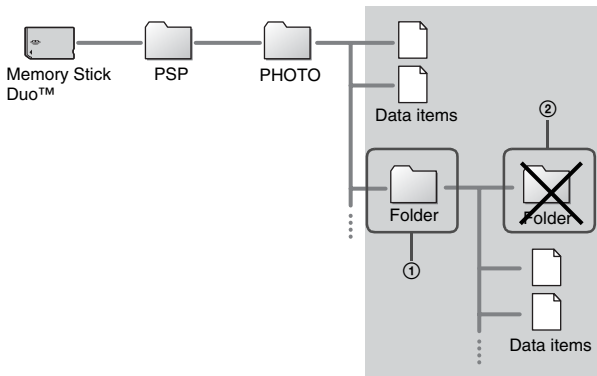 Memory Stick
Duo™
PSP
PHOTO
Data items
②
Folder
Folder
①
Data items